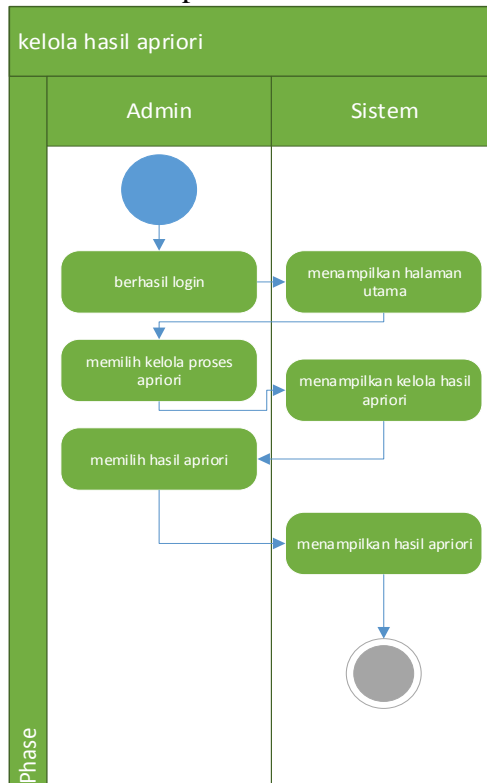 kelola hasil apriori
Admin
Sistem
berhasil login
menampilkan halaman
utama
memilih kelola proses
apriori
menampilkan kelola hasil
apriori
memilih hasil apriori
menampilkan hasil apriori
Phase